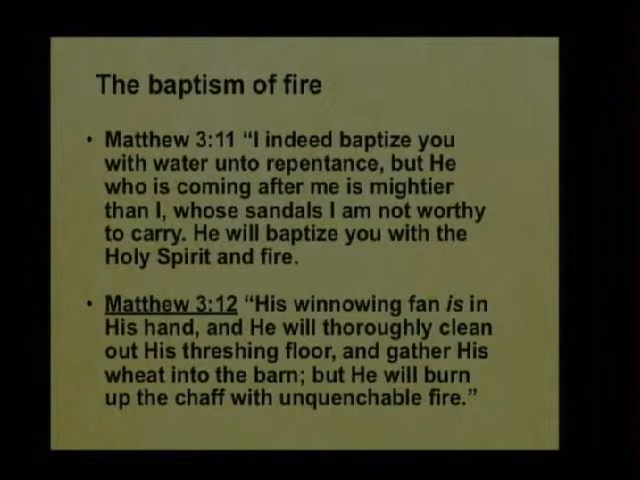 The baptism of fire
• Matthew 3:11 “I indeed baptize you
with water unto repentance, but He
who is coming after me is mightier
than I, whose sandals I am not worthy
to carry. He will baptize you with the
Holy Spirit and fire.
• Matthew 3:12 “His winnowing fan is in
His hand, and He will thoroughly clean
out His threshing floor, and gather His
wheat into the barn; but He will burn
up the chaff with unquenchable fire.”